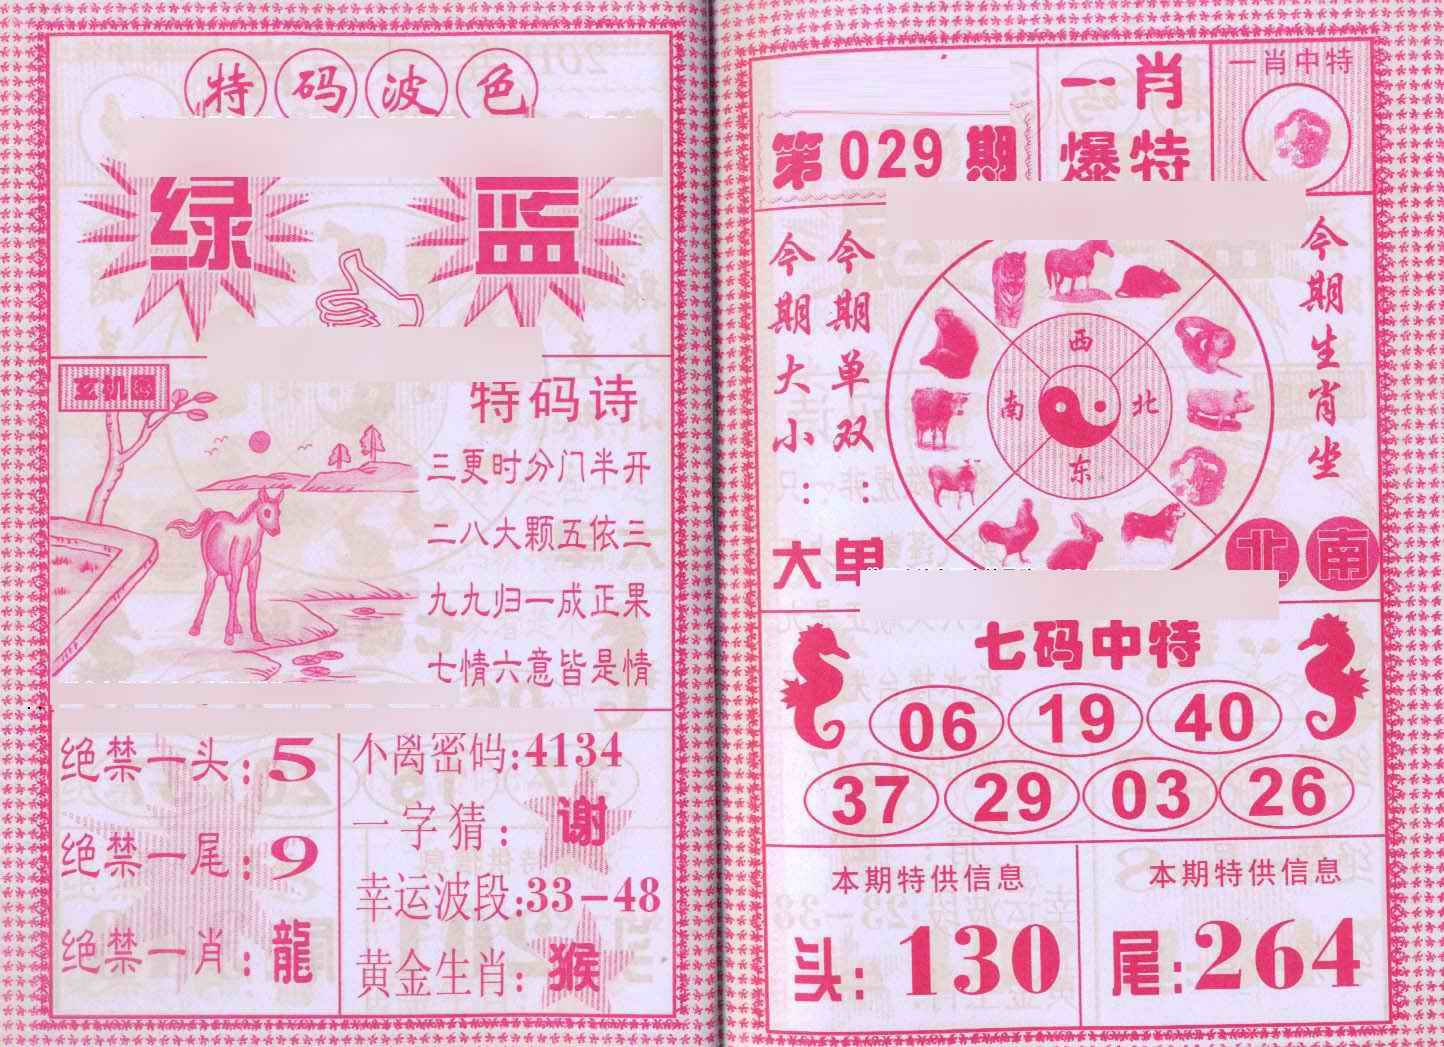 特码波色
绿 蓝
玄机图
特码诗
三更时分门半开
二八大颗五依三
九九归一成正果
七情六意皆是情
绝禁一头:5
绝禁一尾:9
绝禁一肖:龍
不离密码:4134
一字猜:谢
幸运波段:33-48
黄金生肖:猴
第029期
一肖
爆特
一肖中特
今期大小:大
今期单双:单
西
南 北
东
今期生肖坐
北南
七码中特
06 19 40
37 29 03 26
本期特供信息
头:130
本期特供信息
尾:264